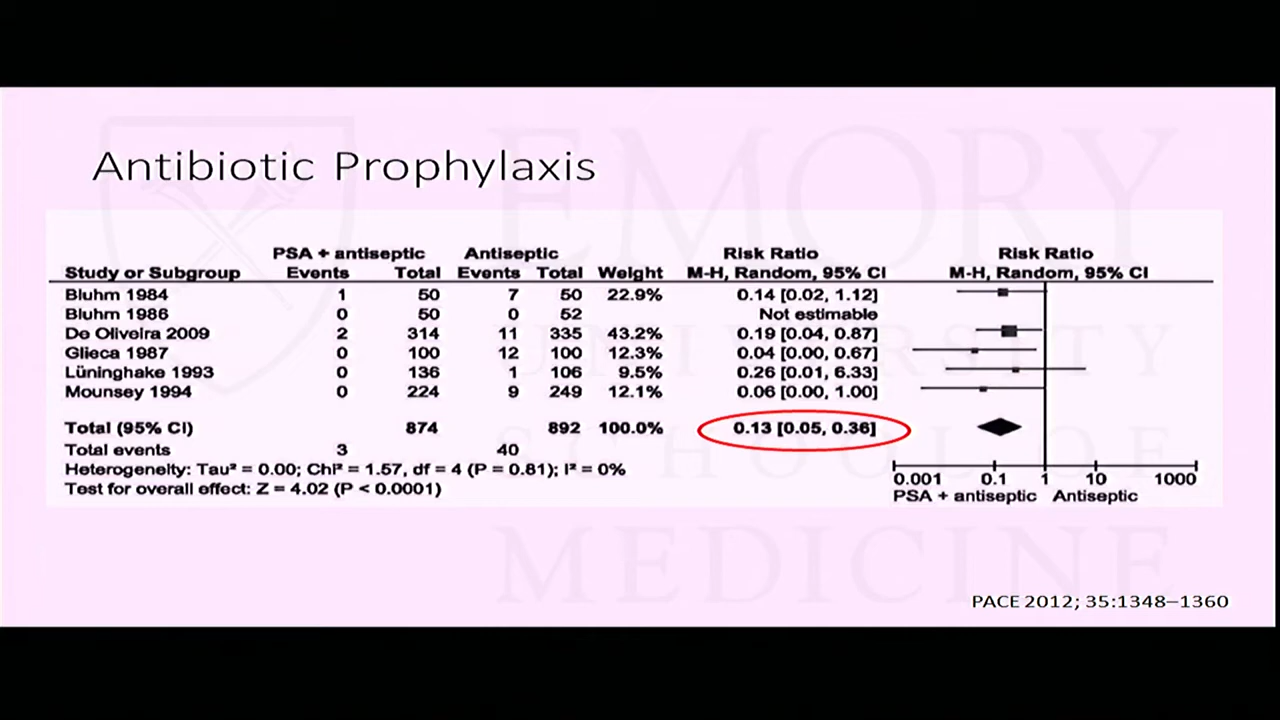 Antibiotic Prophylaxis
PSA + antiseptic Antiseptic Risk Ratio Risk Ratio
Study or Subgroup Events Total Events Total Weight M-H, Random, 95% CI M-H, Random, 95% CI
Bluhm 1984 1 50 7 50 22.9% 0.14 [0.02, 1.12]
Bluhm 1986 0 50 0 52 Not estimable
De Oliveira 2009 2 314 11 335 43.2% 0.19 [0.04, 0.87]
Glieca 1987 0 100 12 100 12.3% 0.04 [0.00, 0.67]
Lüninghake 1993 0 136 1 106 9.5% 0.26 [0.01, 6.33]
Mounsey 1994 0 224 9 249 12.1% 0.06 [0.00, 1.00]
Total (95% CI) 874 892 100.0% 0.13 [0.05, 0.36]
Total events 3 40
Heterogeneity: Tau² = 0.00; Chi² = 1.57, df = 4 (P = 0.81); I² = 0%
Test for overall effect: Z = 4.02 (P < 0.0001)
0.001 0.1 1 10 1000
PSA + antiseptic Antiseptic
EMORY
UNIVERSITY
SCHOOL OF
MEDICINE
PACE 2012; 35:1348–1360